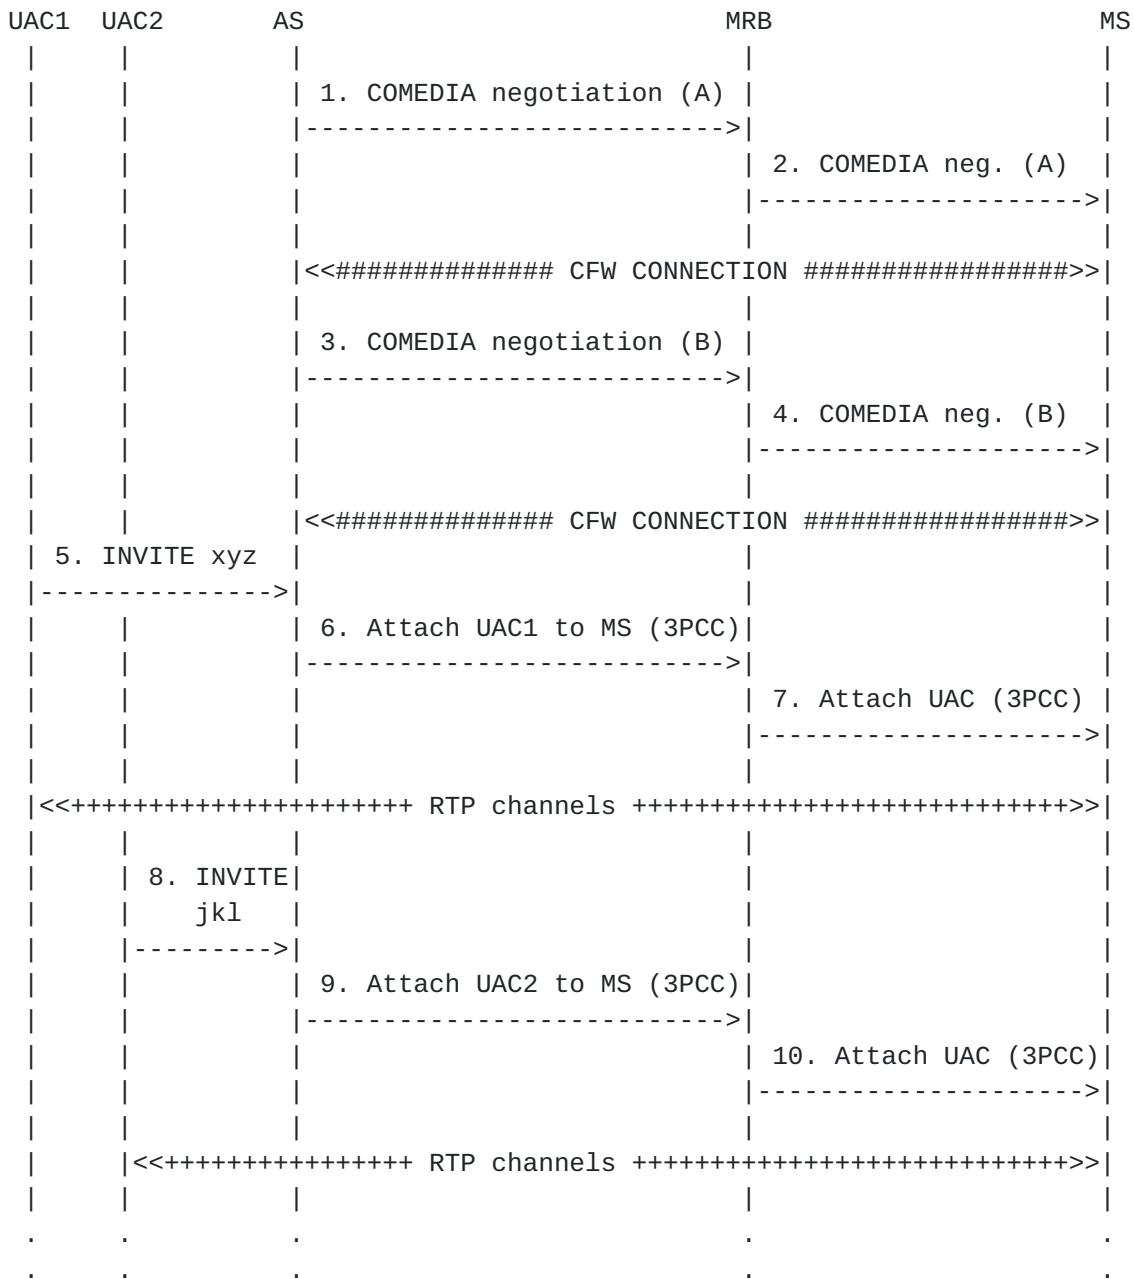 UAC1 UAC2 AS MRB MS
1. COMEDIA negotiation (A)
2. COMEDIA neg. (A)
CFW CONNECTION
3. COMEDIA negotiation (B)
4. COMEDIA neg. (B)
CFW CONNECTION
5. INVITE xyz
6. Attach UAC1 to MS (3PCC)
7. Attach UAC (3PCC)
RTP channels
8. INVITE
jkl
9. Attach UAC2 to MS (3PCC)
10. Attach UAC (3PCC)
RTP channels